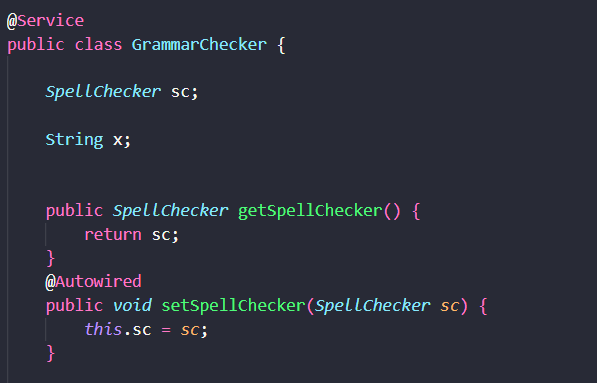 @Service
public class GrammarChecker {
SpellChecker sc;
String x;
public SpellChecker getSpellChecker() {
return sc;
}
@Autowired
public void setSpellChecker(SpellChecker sc) {
this.sc = sc;
}